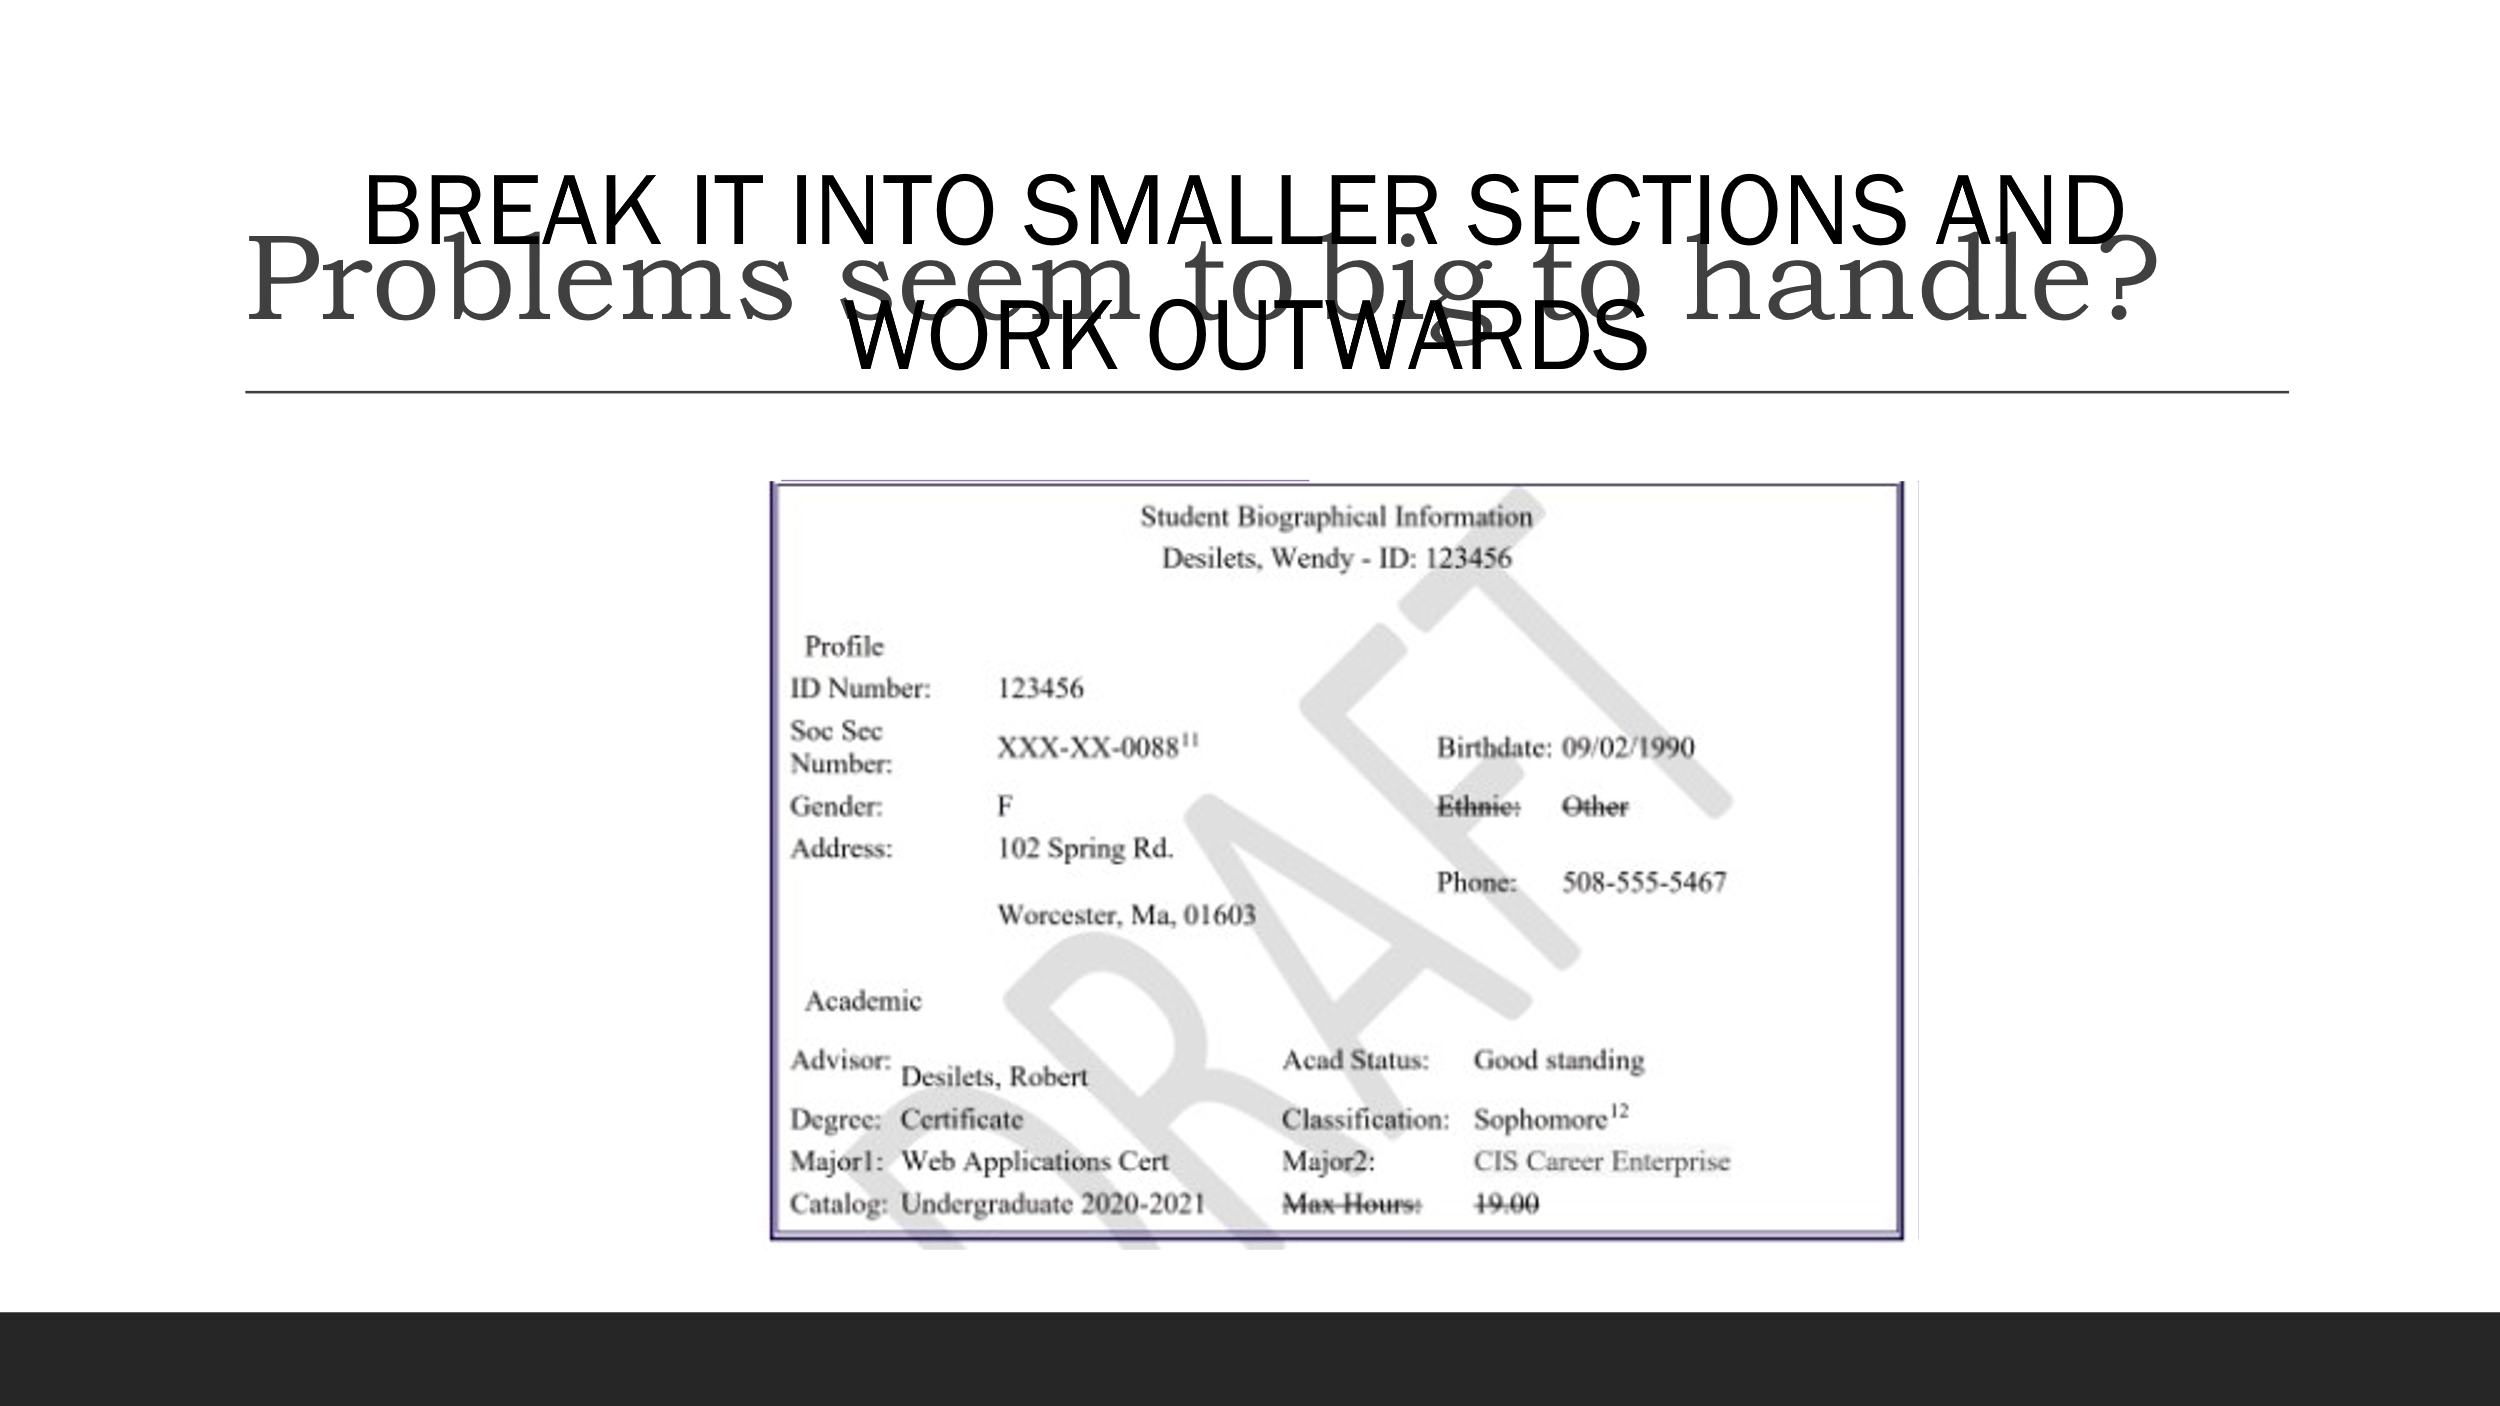 BREAK IT INTO SMALLER SECTIONS AND
Problems seem to big to handle?
WORK OUTWARDS
Student Biographical Information
Desilets, Wendy - ID: 123456
Profile
ID Number: 123456
Soc Sec
Number: XXX-XX-0088¹¹ Birthdate: 09/02/1990
Gender: F Ethnic: Other
Address: 102 Spring Rd.
Phone: 508-555-5467
Worcester, Ma, 01603
Academic
Advisor: Desilets, Robert Acad Status: Good standing
Degree: Certificate Classification: Sophomore¹²
Major1: Web Applications Cert Major2: CIS Career Enterprise
Catalog: Undergraduate 2020-2021 Max Hours: 19.00
DRAFT